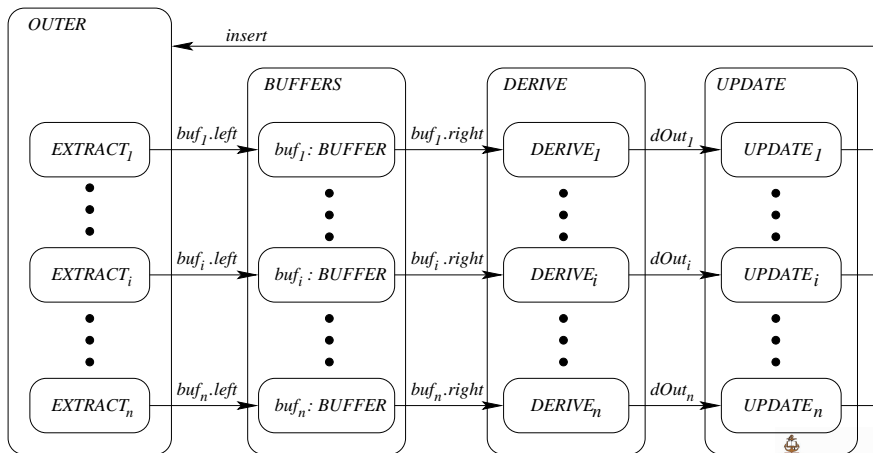 OUTER
insert
BUFFERS
DERIVE
UPDATE
EXTRACT₁
buf₁.left
buf₁ : BUFFER
buf₁.right
DERIVE₁
dOut₁
UPDATE₁
EXTRACTᵢ
bufᵢ.left
bufᵢ : BUFFER
bufᵢ.right
DERIVEᵢ
dOutᵢ
UPDATEᵢ
EXTRACTₙ
bufₙ.left
bufₙ : BUFFER
bufₙ.right
DERIVEₙ
dOutₙ
UPDATEₙ